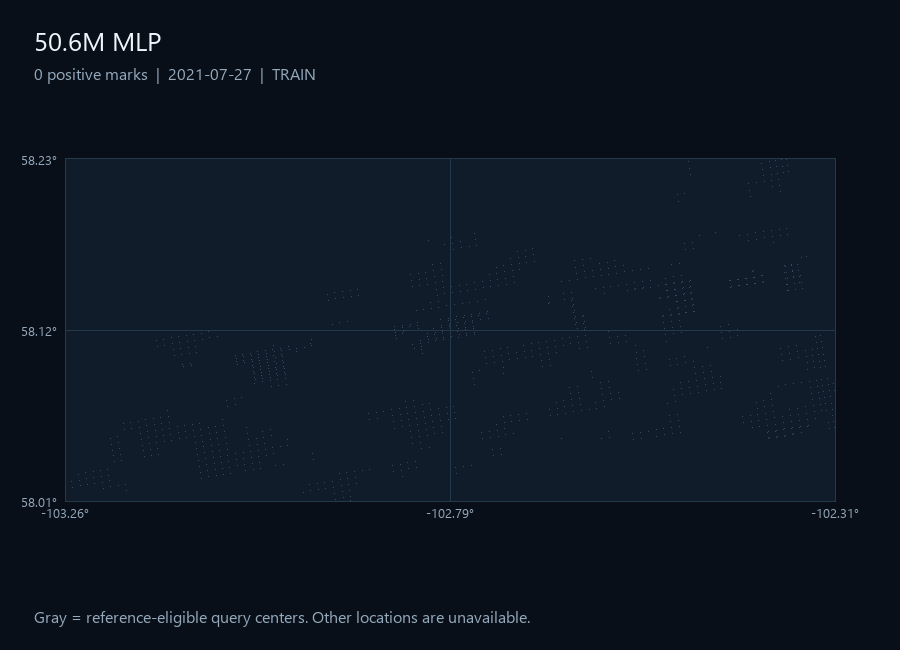 50.6M MLP
0 positive marks | 2021-07-27 | TRAIN
58.23°
58.12°
58.01°
-103.26°
-102.79°
-102.31°
Gray = reference-eligible query centers. Other locations are unavailable.